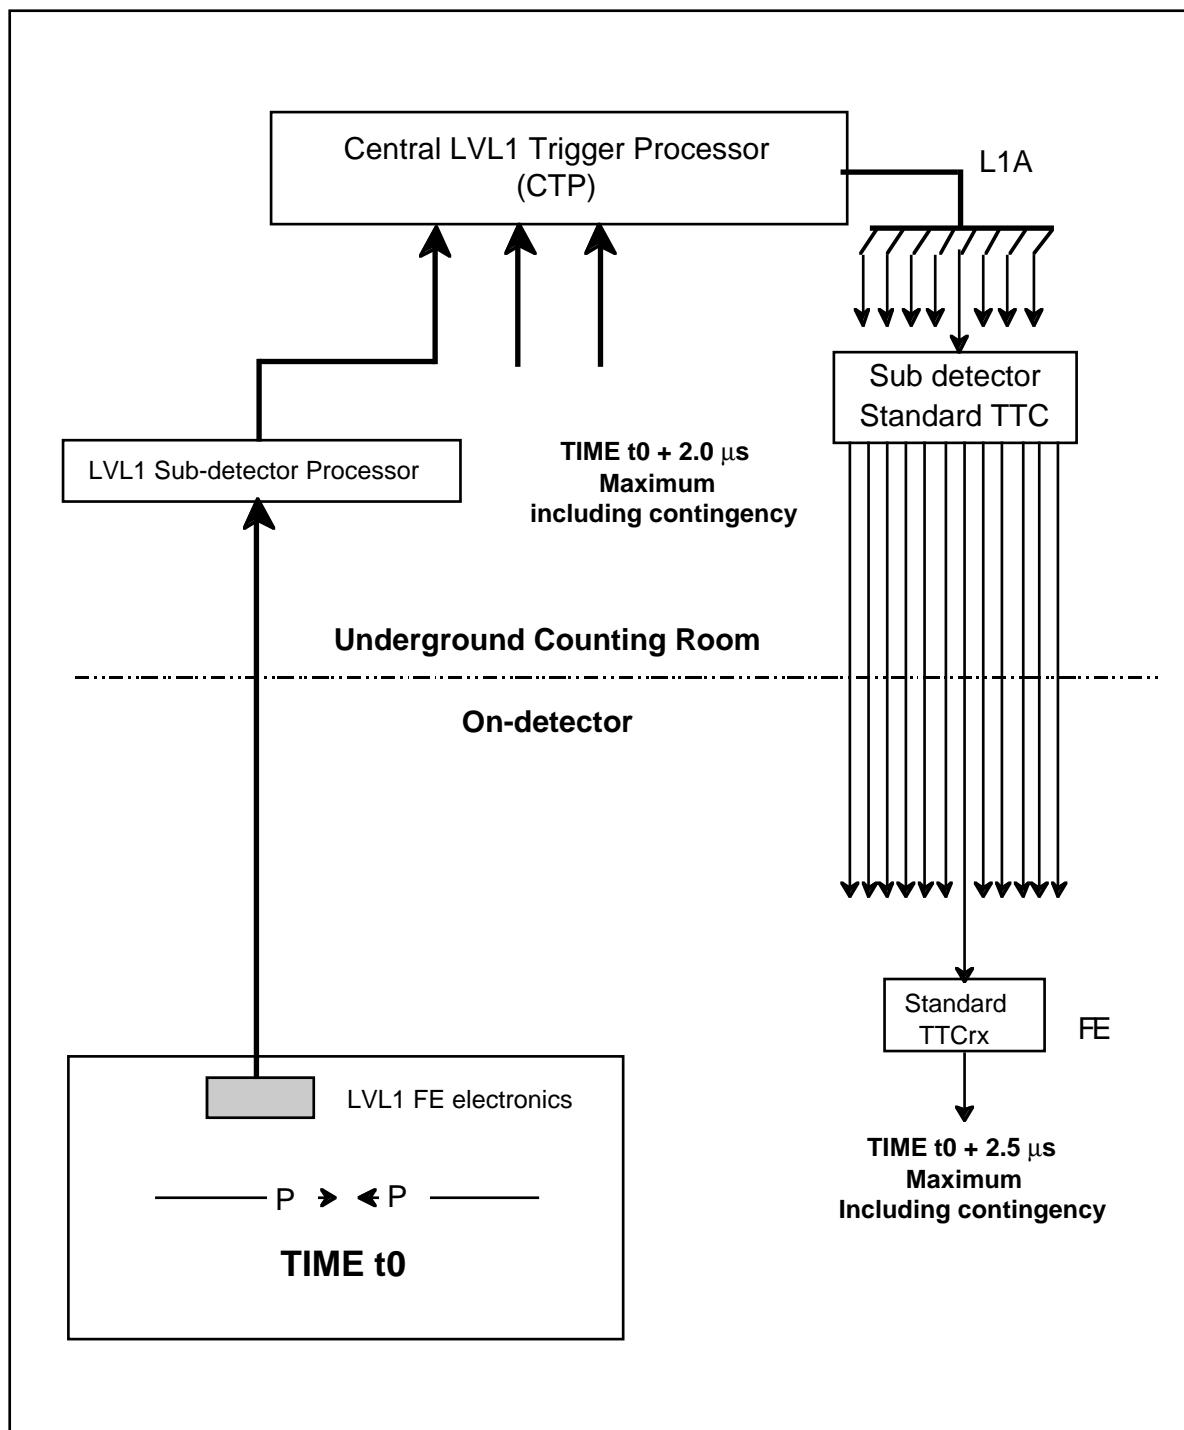 Central LVL1 Trigger Processor
(CTP)
L1A
Sub detector
Standard TTC
LVL1 Sub-detector Processor
TIME t0 + 2.0 μs
Maximum
including contingency
Underground Counting Room
On-detector
Standard
TTCrx
FE
LVL1 FE electronics
TIME t0 + 2.5 μs
Maximum
Including contingency
P P
TIME t0